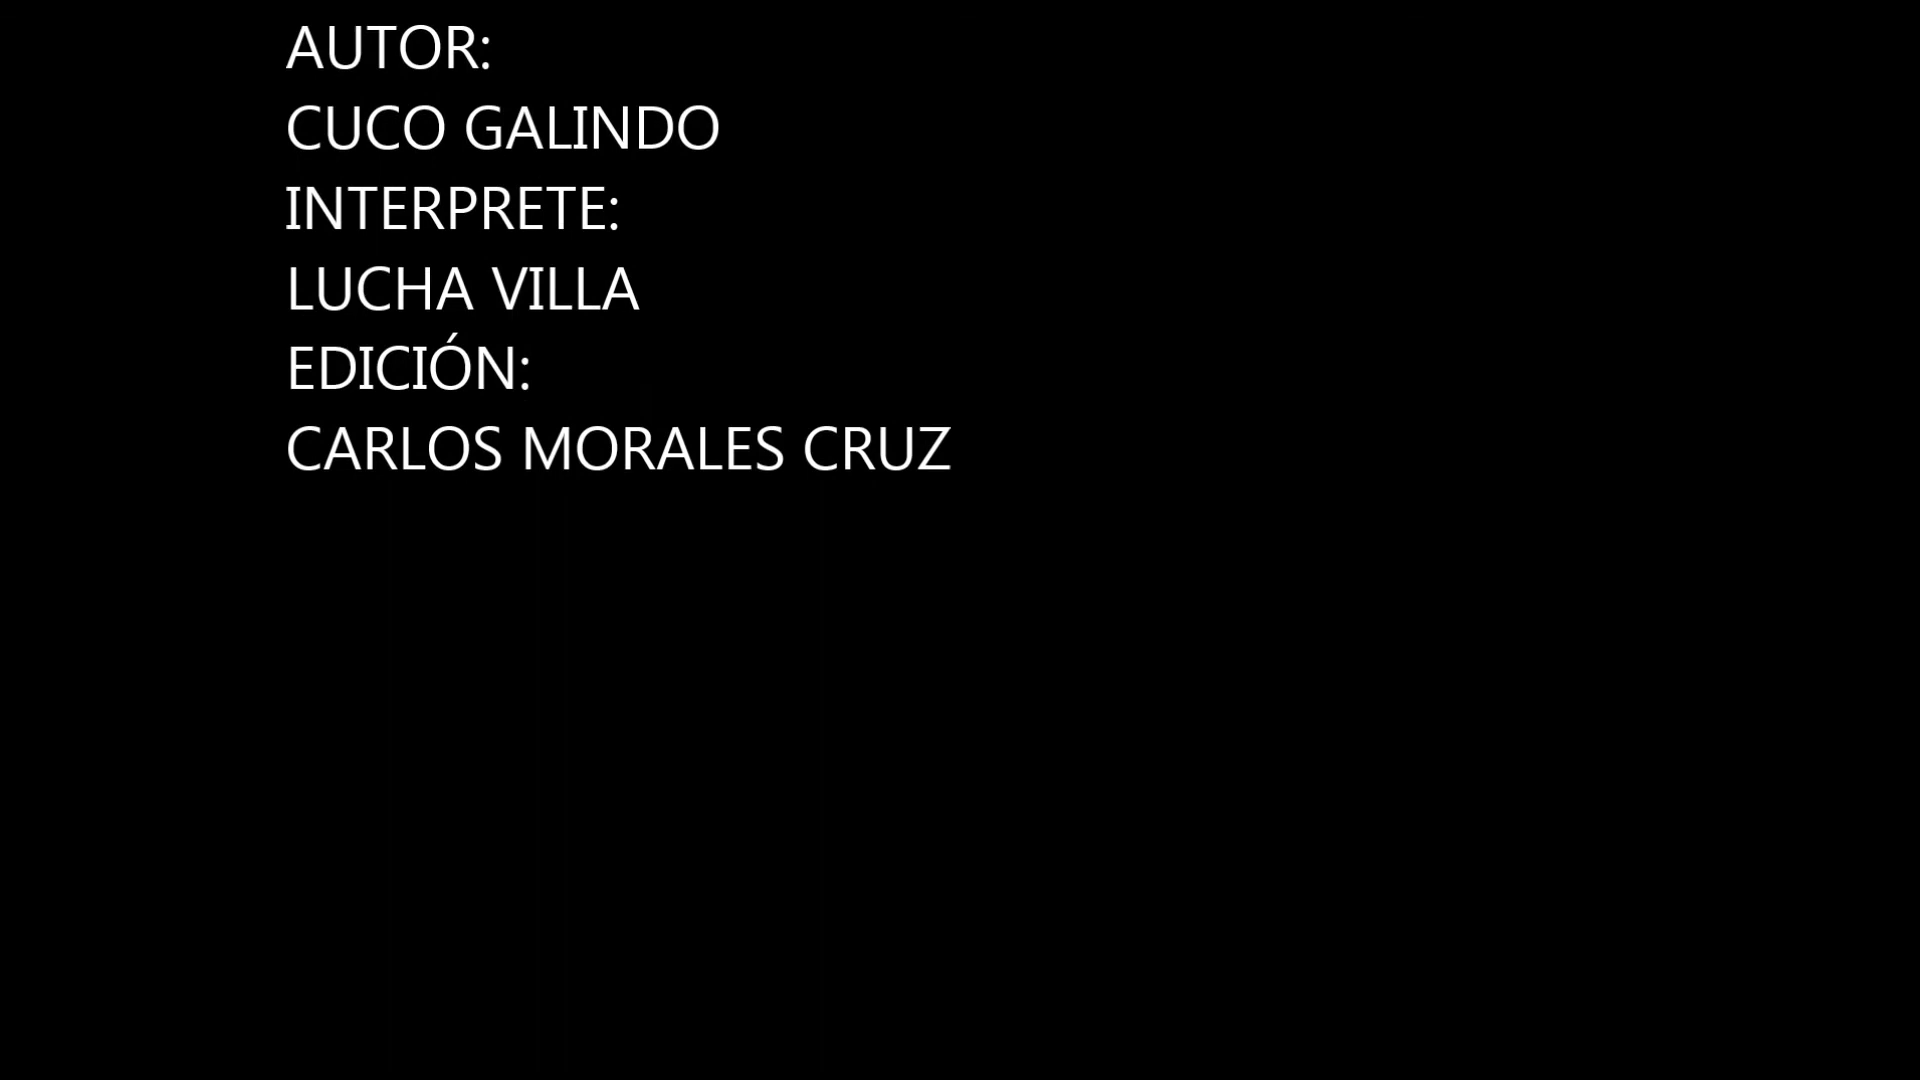 AUTOR:
CUCO GALINDO
INTERPRETE:
LUCHA VILLA
EDICIÓN:
CARLOS MORALES CRUZ